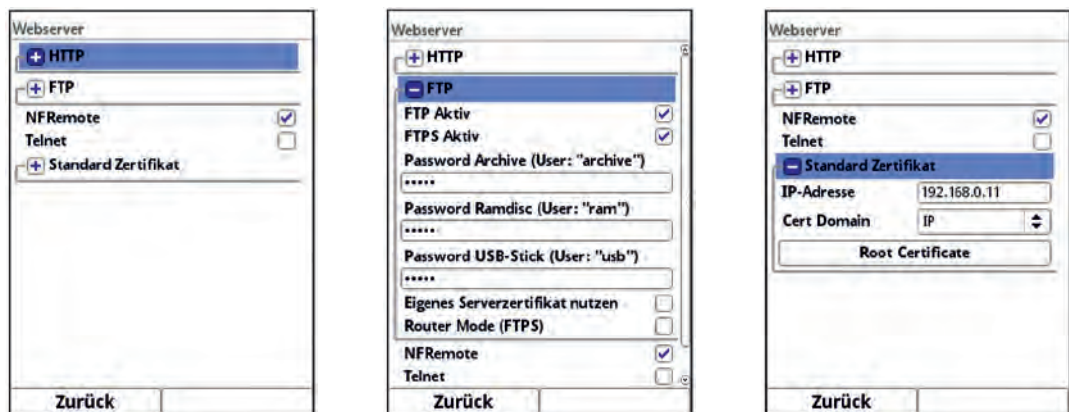 Webserver
HTTP
FTP
NFRemote
Telnet
Standard Zertifikat
Zurück
Webserver
HTTP
FTP
FTP Aktiv
FTPS Aktiv
Password Archive (User: "archive")
•••••
Password Ramdisc (User: "ram")
•••••
Password USB-Stick (User: "usb")
•••••
Eigenes Serverzertifikat nutzen
Router Mode (FTPS)
NFRemote
Telnet
Zurück
Webserver
HTTP
FTP
NFRemote
Telnet
Standard Zertifikat
IP-Adresse 192.168.0.11
Cert Domain IP
Root Certificate
Zurück